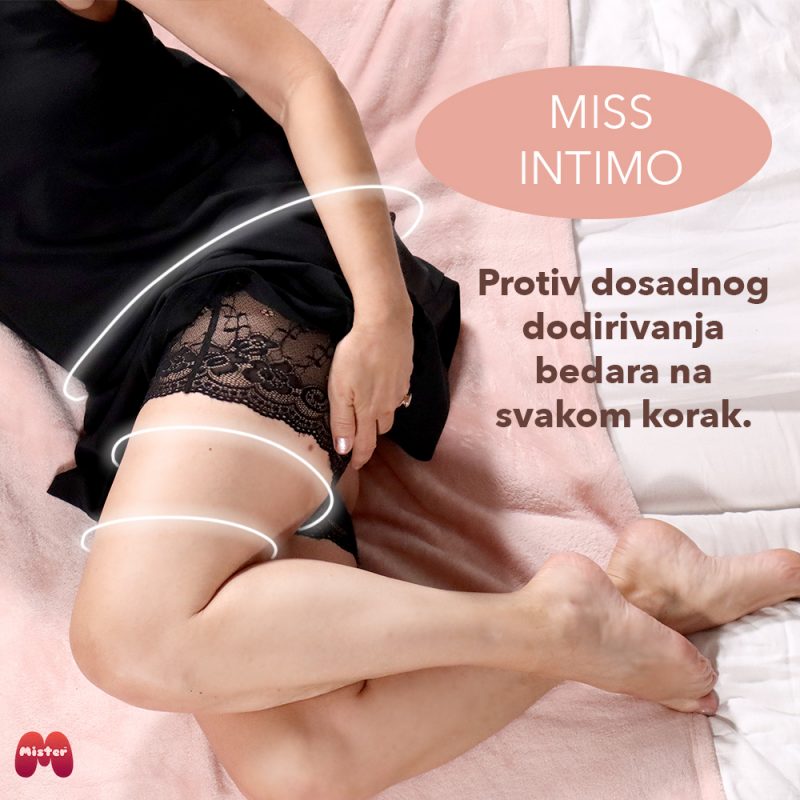 MISS
INTIMO
Protiv dosadnog
dodirivanja
bedara na
svakom korak.
Mister